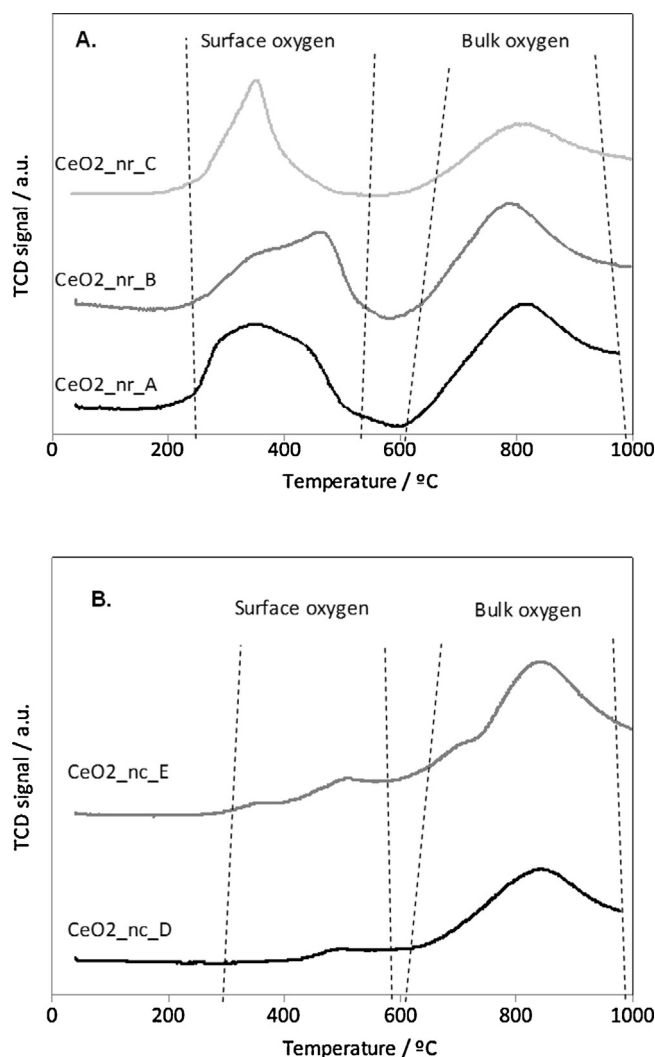 A.
Surface oxygen
Bulk oxygen
CeO2_nr_C
CeO2_nr_B
CeO2_nr_A
TCD signal / a.u.
0 200 400 600 800 1000
Temperature / ºC
B.
Surface oxygen
Bulk oxygen
CeO2_nc_E
CeO2_nc_D
TCD signal / a.u.
0 200 400 600 800 1000
Temperature / ºC